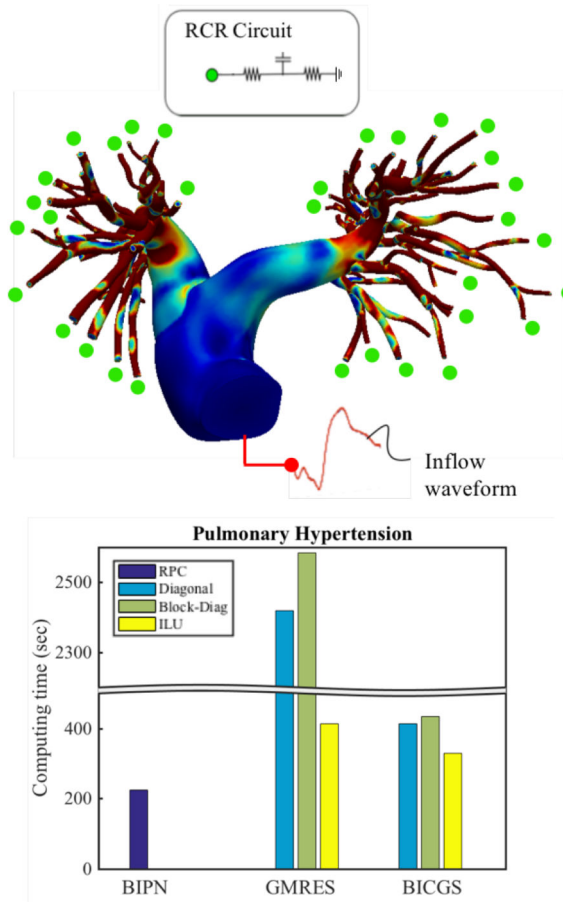 RCR Circuit
Inflow
waveform
Pulmonary Hypertension
RPC
Diagonal
Block-Diag
ILU
Computing time (sec)
2500
2300
400
200
0
BIPN
GMRES
BICGS